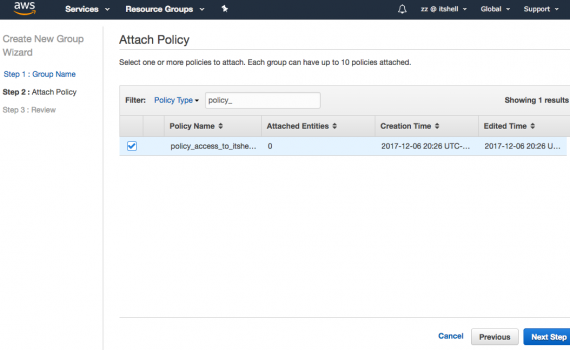 aws Services Resource Groups zz @ itshell Global Support
Create New Group
Wizard
Step 1 : Group Name
Step 2 : Attach Policy
Step 3 : Review
Attach Policy
Select one or more policies to attach. Each group can have up to 10 policies attached.
Filter: Policy Type policy_ Showing 1 results
Policy Name Attached Entities Creation Time Edited Time
policy_access_to_itshe... 0 2017-12-06 20:26 UTC-... 2017-12-06 20:26 U...
Cancel Previous Next Step